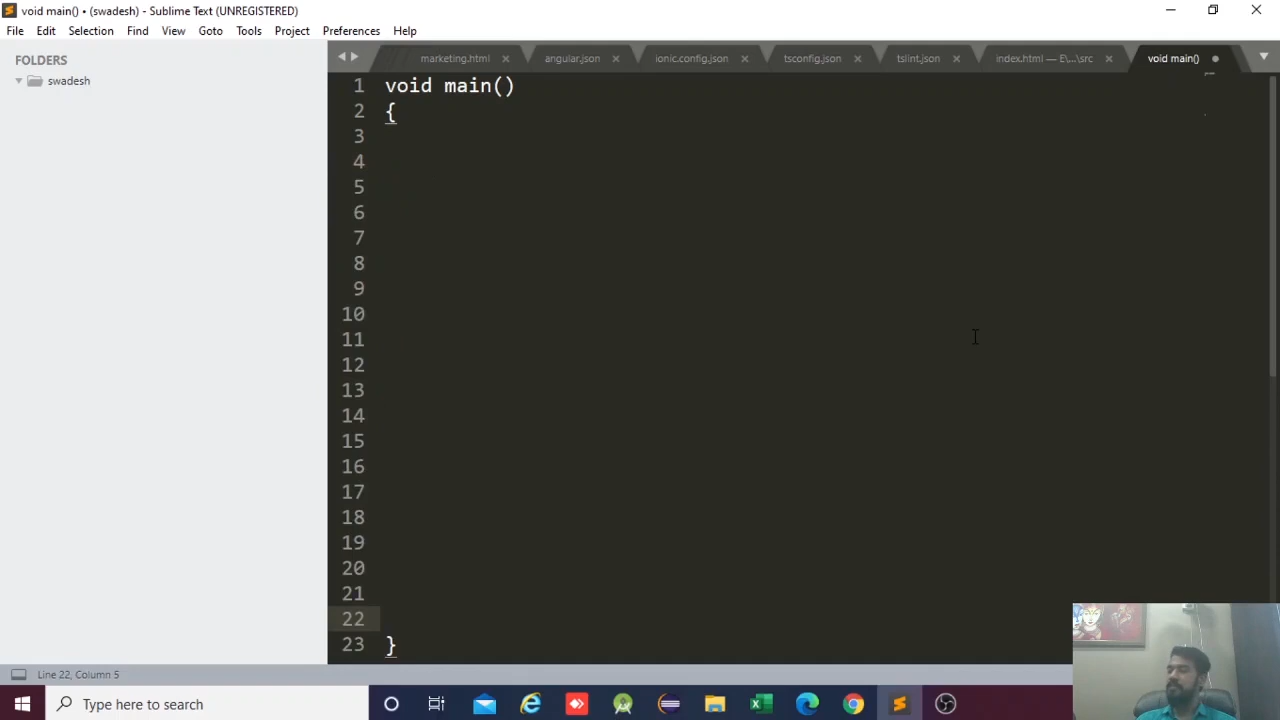 void main() • (swadesh) - Sublime Text (UNREGISTERED)
File Edit Selection Find View Goto Tools Project Preferences Help
FOLDERS
swadesh
marketing.html angular.json ionic.config.json tsconfig.json tslint.json index.html — E\...\src void main()
1 void main()
2 {
3
4
5
6
7
8
9
10
11
12
13
14
15
16
17
18
19
20
21
22
23 }
Line 22, Column 5
Type here to search